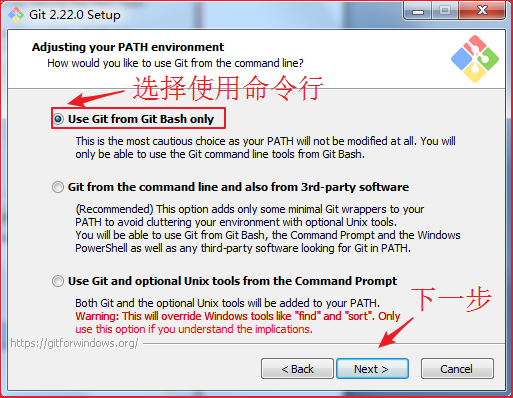 Git 2.22.0 Setup
Adjusting your PATH environment
How would you like to use Git from the command line?
选择使用命令行
Use Git from Git Bash only
This is the most cautious choice as your PATH will not be modified at all. You will
only be able to use the Git command line tools from Git Bash.
Git from the command line and also from 3rd-party software
(Recommended) This option adds only some minimal Git wrappers to your
PATH to avoid cluttering your environment with optional Unix tools.
You will be able to use Git from Git Bash, the Command Prompt and the Windows
PowerShell as well as any third-party software looking for Git in PATH.
Use Git and optional Unix tools from the Command Prompt
Both Git and the optional Unix tools will be added to your PATH.
Warning: This will override Windows tools like "find" and "sort". Only
use this option if you understand the implications.
下一步
https://gitforwindows.org/
< Back
Next >
Cancel